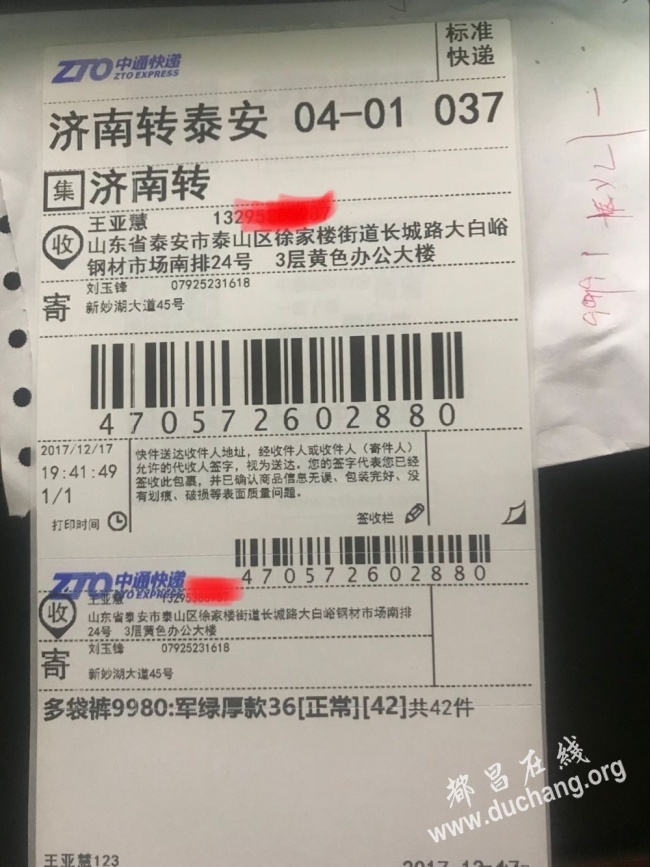 ZTO 中通快递
ZTO EXPRESS
标准
快递
济南转泰安 04-01 037
集 济南转
王亚慧
收 山东省泰安市泰山区徐家楼街道长城路大白峪
钢材市场南排24号 3层黄色办公大楼
刘玉锋 07925231618
寄 新妙湖大道45号
470572602880
2017/12/17
19:41:49
1/1
打印时间
快件送达收件人地址，经收件人或收件人（寄件人）
允许的代收人签字，视为送达。您的签字代表您已经
签收此包裹，并已确认商品信息无误、包装完好、没
有划痕、破损等表面质量问题。
签收栏
470572602880
ZTO 中通快递
ZTO EXPRESS
王亚慧
收 山东省泰安市泰山区徐家楼街道长城路大白峪钢材市场南排
24号 3层黄色办公大楼
刘玉锋 07925231618
寄 新妙湖大道45号
多袋裤9980:军绿厚款36[正常][42]共42件
都昌在线
www.duchang.org
王亚慧123